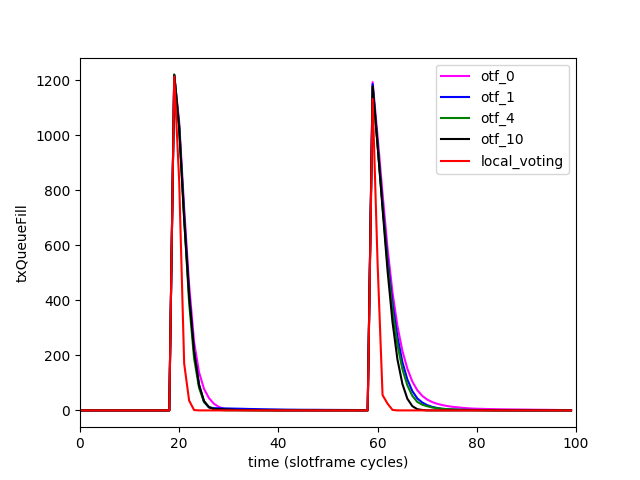 1200
1000
800
600
400
200
0
txQueueFill
0 20 40 60 80 100
time (slotframe cycles)
otf_0
otf_1
otf_4
otf_10
local_voting